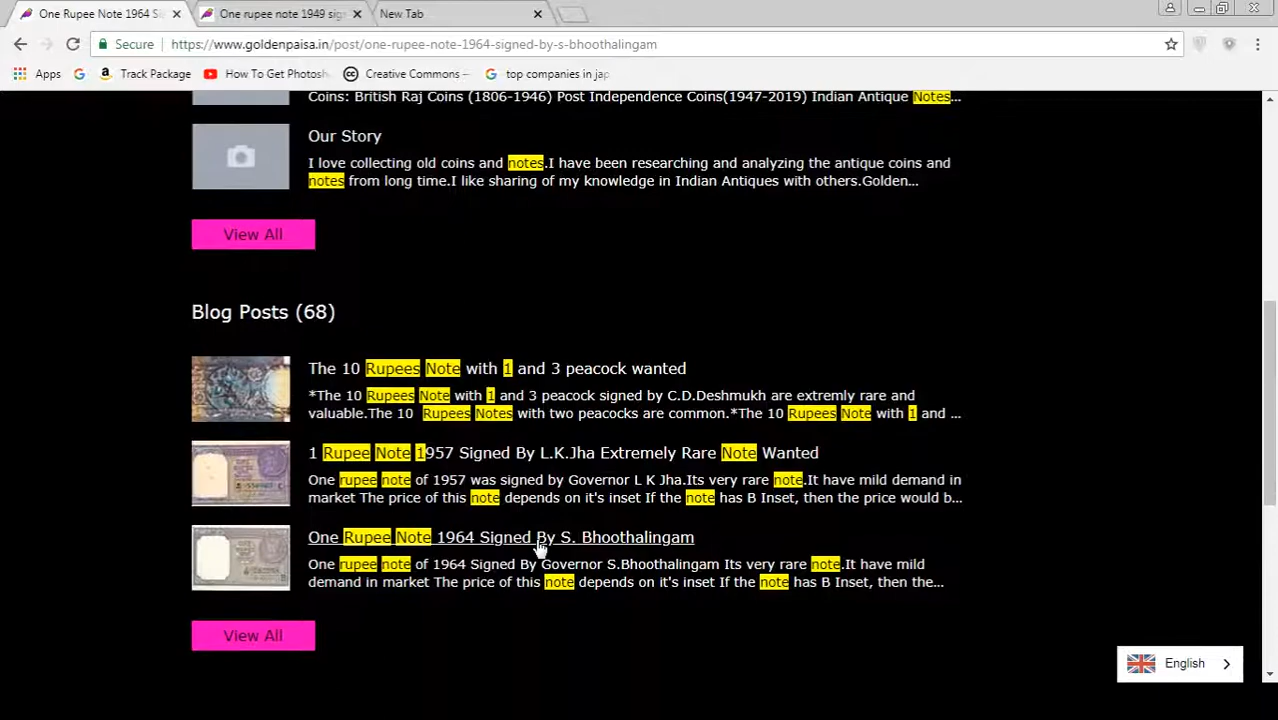 One Rupee Note 1964 S
One rupee note 1949 sig
New Tab
Secure
https://www.goldenpaisa.in/post/one-rupee-note-1964-signed-by-s-bhoothalingam
Apps
Track Package
How To Get Photosh
Creative Commons –
top companies in jap
Coins: British Raj Coins (1806-1946) Post Independence Coins(1947-2019) Indian Antique Notes...
Our Story
I love collecting old coins and notes.I have been researching and analyzing the antique coins and
notes from long time.I like sharing of my knowledge in Indian Antiques with others.Golden...
View All
Blog Posts (68)
The 10 Rupees Note with 1 and 3 peacock wanted
*The 10 Rupees Note with 1 and 3 peacock signed by C.D.Deshmukh are extremly rare and
valuable.The 10 Rupees Notes with two peacocks are common.*The 10 Rupees Note with 1 and ...
1 Rupee Note 1957 Signed By L.K.Jha Extremely Rare Note Wanted
One rupee note of 1957 was signed by Governor L K Jha.Its very rare note.It have mild demand in
market The price of this note depends on it's inset If the note has B Inset, then the price would b...
One Rupee Note 1964 Signed By S. Bhoothalingam
One rupee note of 1964 Signed By Governor S.Bhoothalingam Its very rare note.It have mild
demand in market The price of this note depends on it's inset If the note has B Inset, then the...
View All
English